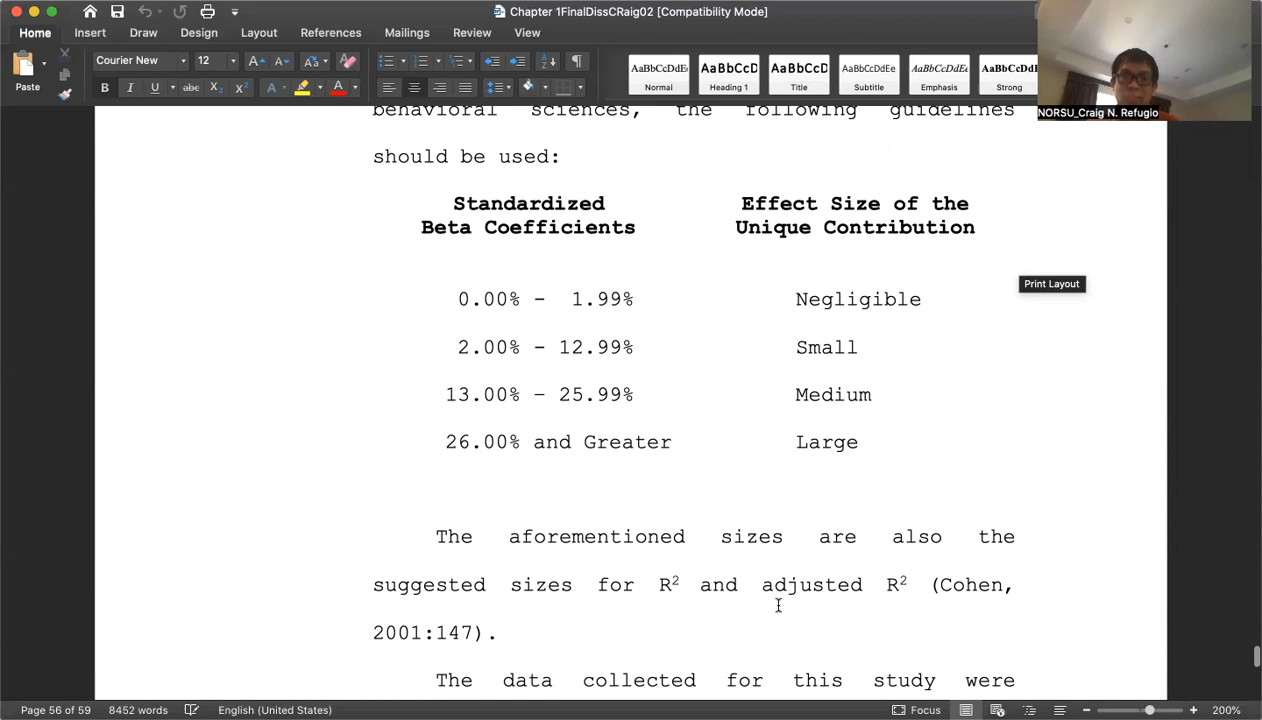 Chapter 1FinalDissCRaig02 [Compatibility Mode]
Home Insert Draw Design Layout References Mailings Review View
Paste Courier New 12
AaBbCcDdEe AaBbCcD AaBbCcD AaBbCcDdEe AaBbCcDdEe AaBbCcDdE
Normal Heading 1 Title Subtitle Emphasis Strong
NORSU_Craig N. Refugio
behavioral sciences, the following guidelines
should be used:
Standardized Effect Size of the
Beta Coefficients Unique Contribution
Print Layout
0.00% - 1.99% Negligible
2.00% - 12.99% Small
13.00% – 25.99% Medium
26.00% and Greater Large
The aforementioned sizes are also the
suggested sizes for R² and adjusted R² (Cohen,
2001:147).
The data collected for this study were
Page 56 of 59 8452 words English (United States) Focus 200%